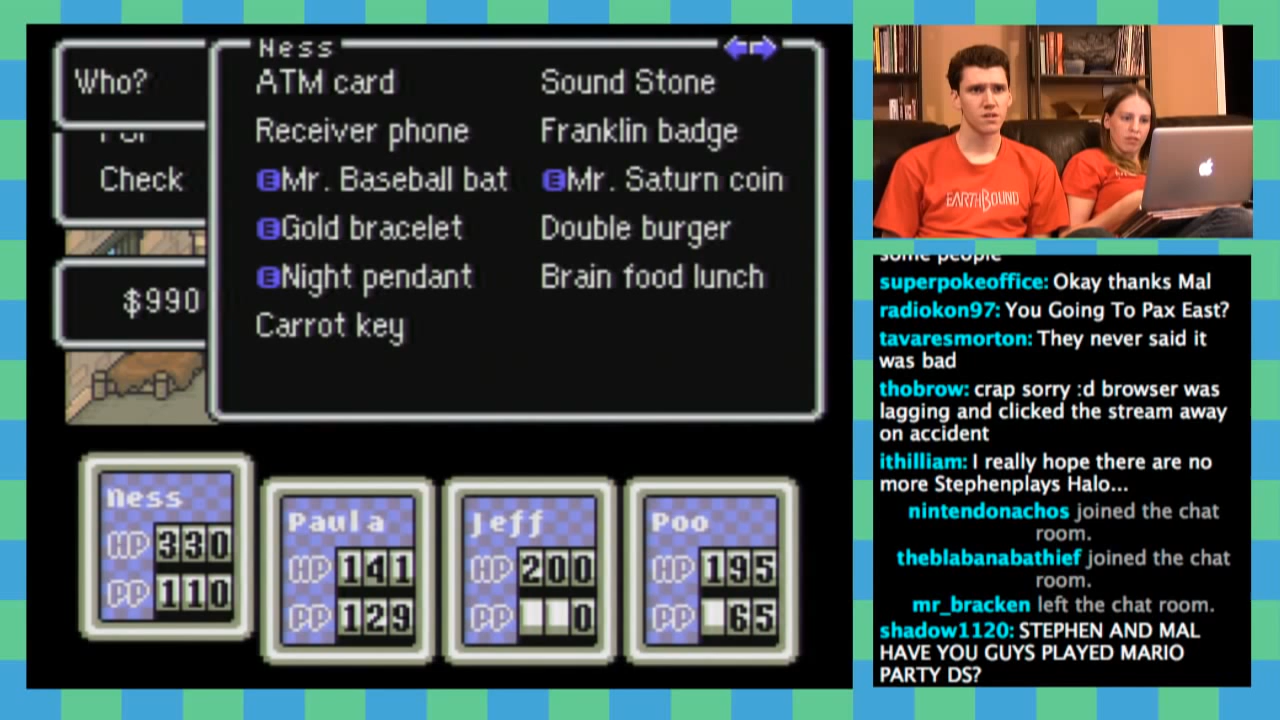 Ness
Who?
ATM card
Sound Stone
Receiver phone
Franklin badge
Check
E Mr. Baseball bat
E Mr. Saturn coin
E Gold bracelet
Double burger
E Night pendant
Brain food lunch
$990
Carrot key
Ness
HP 330
PP 110
Paula
HP 141
PP 129
Jeff
HP 200
PP 0
Poo
HP 195
PP 65
EARTHBOUND
some people
superpokeoffice: Okay thanks Mal
radiokon97: You Going To Pax East?
tavaresmorton: They never said it
was bad
thobrow: crap sorry :d browser was
lagging and clicked the stream away
on accident
ithilliam: I really hope there are no
more Stephenplays Halo...
nintendonachos joined the chat
room.
theblabanabathief joined the chat
room.
mr_bracken left the chat room.
shadow1120: STEPHEN AND MAL
HAVE YOU GUYS PLAYED MARIO
PARTY DS?